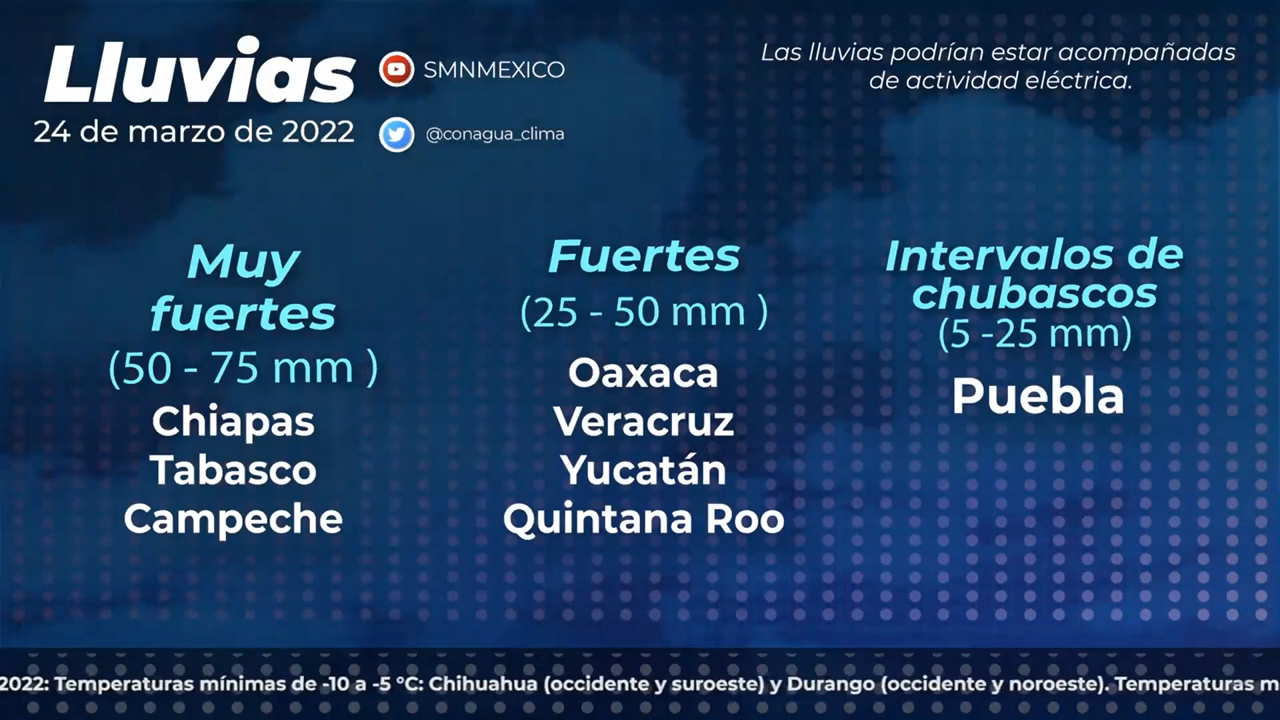 Lluvias
24 de marzo de 2022
SMNMEXICO
@conagua_clima
Las lluvias podrían estar acompañadas
de actividad eléctrica.
Muy
fuertes
(50 - 75 mm )
Chiapas
Tabasco
Campeche
Fuertes
(25 - 50 mm )
Oaxaca
Veracruz
Yucatán
Quintana Roo
Intervalos de
chubascos
(5 -25 mm)
Puebla
2022: Temperaturas mínimas de -10 a -5 °C: Chihuahua (occidente y suroeste) y Durango (occidente y noroeste). Temperaturas m